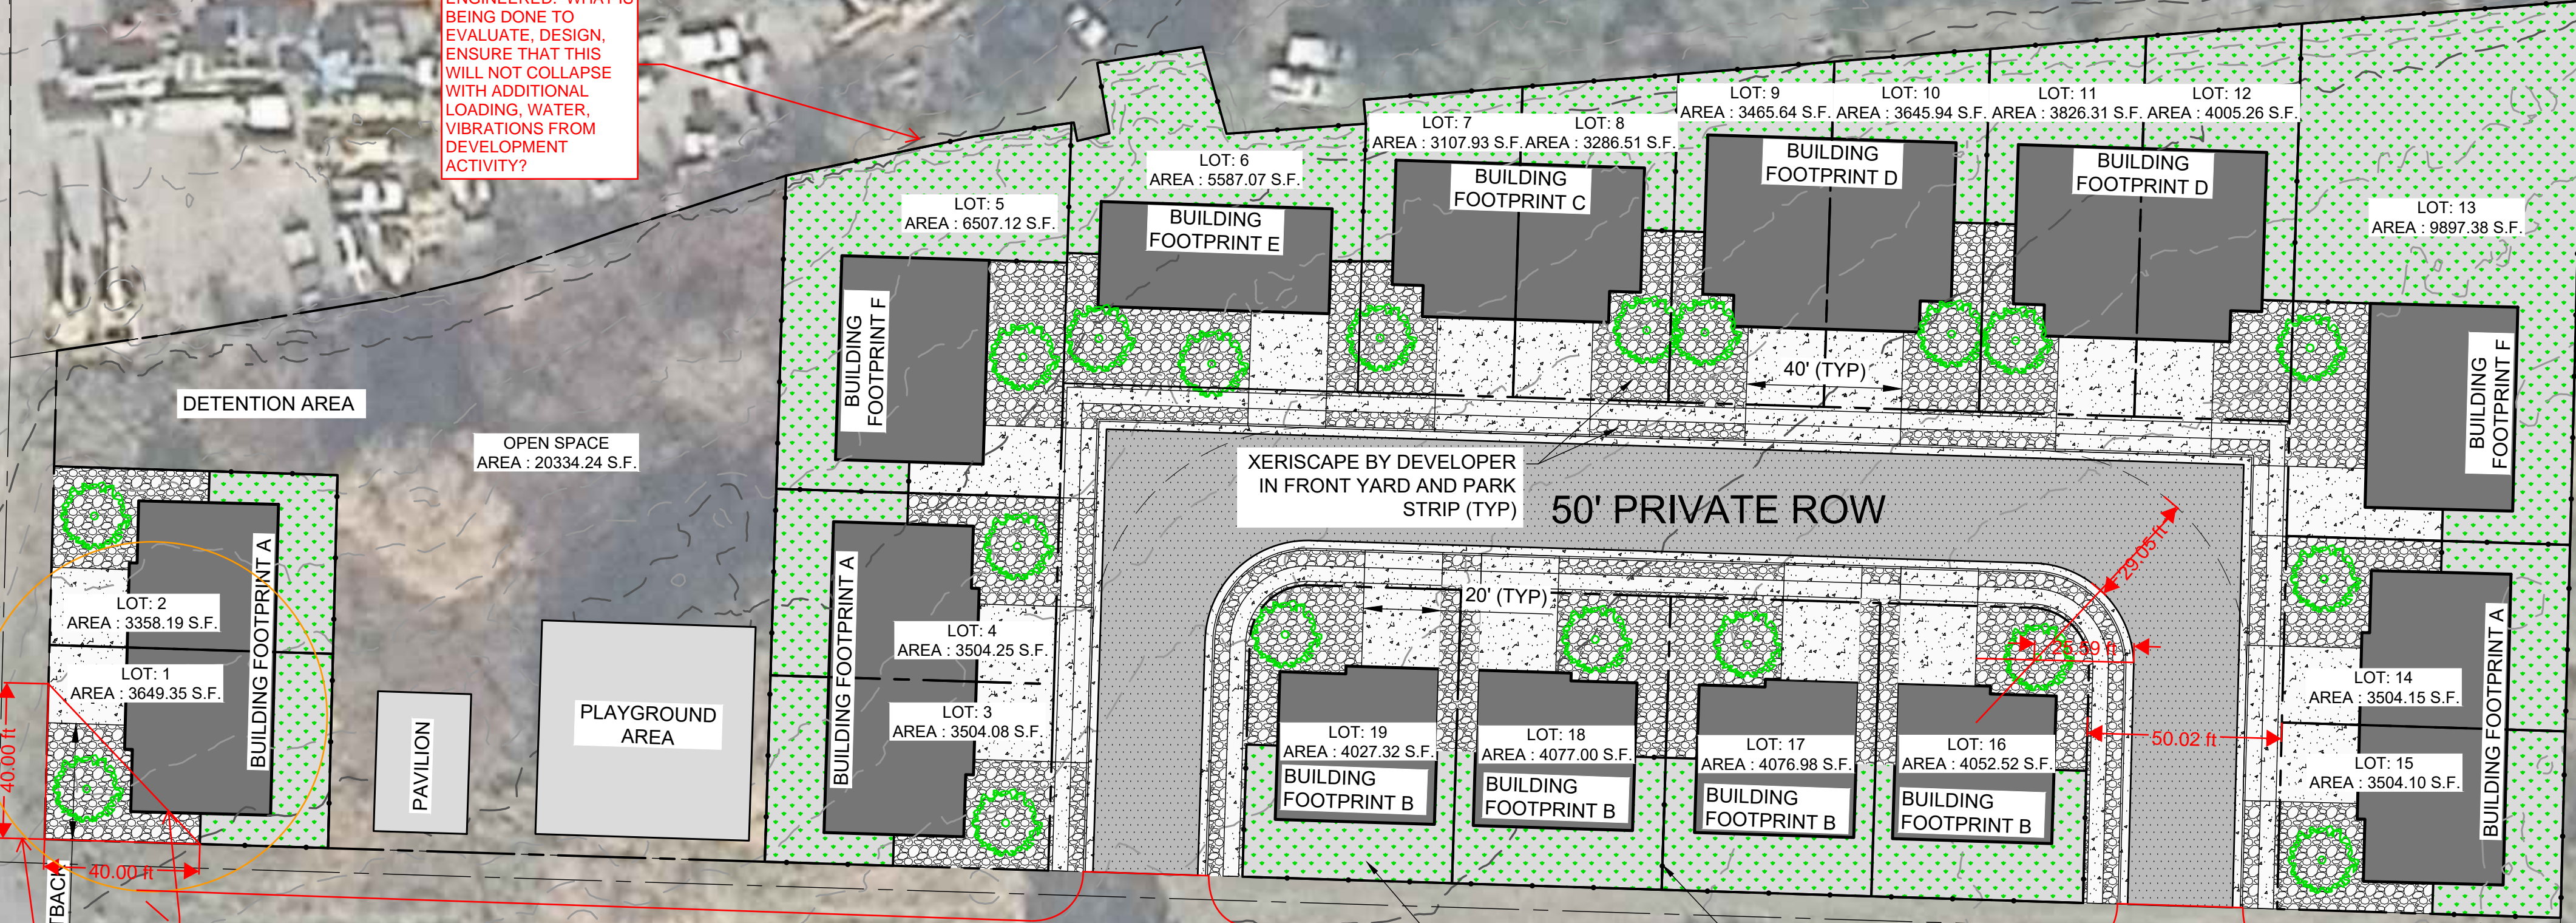 ENGINEERED. WHAT IS
BEING DONE TO
EVALUATE, DESIGN,
ENSURE THAT THIS
WILL NOT COLLAPSE
WITH ADDITIONAL
LOADING, WATER,
VIBRATIONS FROM
DEVELOPMENT
ACTIVITY?
LOT: 5
AREA : 6507.12 S.F.
LOT: 6
AREA : 5587.07 S.F.
LOT: 7
AREA : 3107.93 S.F.
LOT: 8
AREA : 3286.51 S.F.
LOT: 9
AREA : 3465.64 S.F.
LOT: 10
AREA : 3645.94 S.F.
LOT: 11
AREA : 3826.31 S.F.
LOT: 12
AREA : 4005.26 S.F.
LOT: 13
AREA : 9897.38 S.F.
BUILDING
FOOTPRINT F
BUILDING
FOOTPRINT E
BUILDING
FOOTPRINT C
BUILDING
FOOTPRINT D
BUILDING
FOOTPRINT D
BUILDING
FOOTPRINT F
DETENTION AREA
OPEN SPACE
AREA : 20334.24 S.F.
40' (TYP)
XERISCAPE BY DEVELOPER
IN FRONT YARD AND PARK
STRIP (TYP)
50' PRIVATE ROW
29.05 ft
20' (TYP)
25.59 ft
50.02 ft
LOT: 2
AREA : 3358.19 S.F.
LOT: 1
AREA : 3649.35 S.F.
BUILDING FOOTPRINT A
40.00 ft
40.00 ft
TBACK
PAVILION
PLAYGROUND
AREA
BUILDING FOOTPRINT A
LOT: 4
AREA : 3504.25 S.F.
LOT: 3
AREA : 3504.08 S.F.
LOT: 19
AREA : 4027.32 S.F.
BUILDING
FOOTPRINT B
LOT: 18
AREA : 4077.00 S.F.
BUILDING
FOOTPRINT B
LOT: 17
AREA : 4076.98 S.F.
BUILDING
FOOTPRINT B
LOT: 16
AREA : 4052.52 S.F.
BUILDING
FOOTPRINT B
LOT: 14
AREA : 3504.15 S.F.
LOT: 15
AREA : 3504.10 S.F.
BUILDING FOOTPRINT A